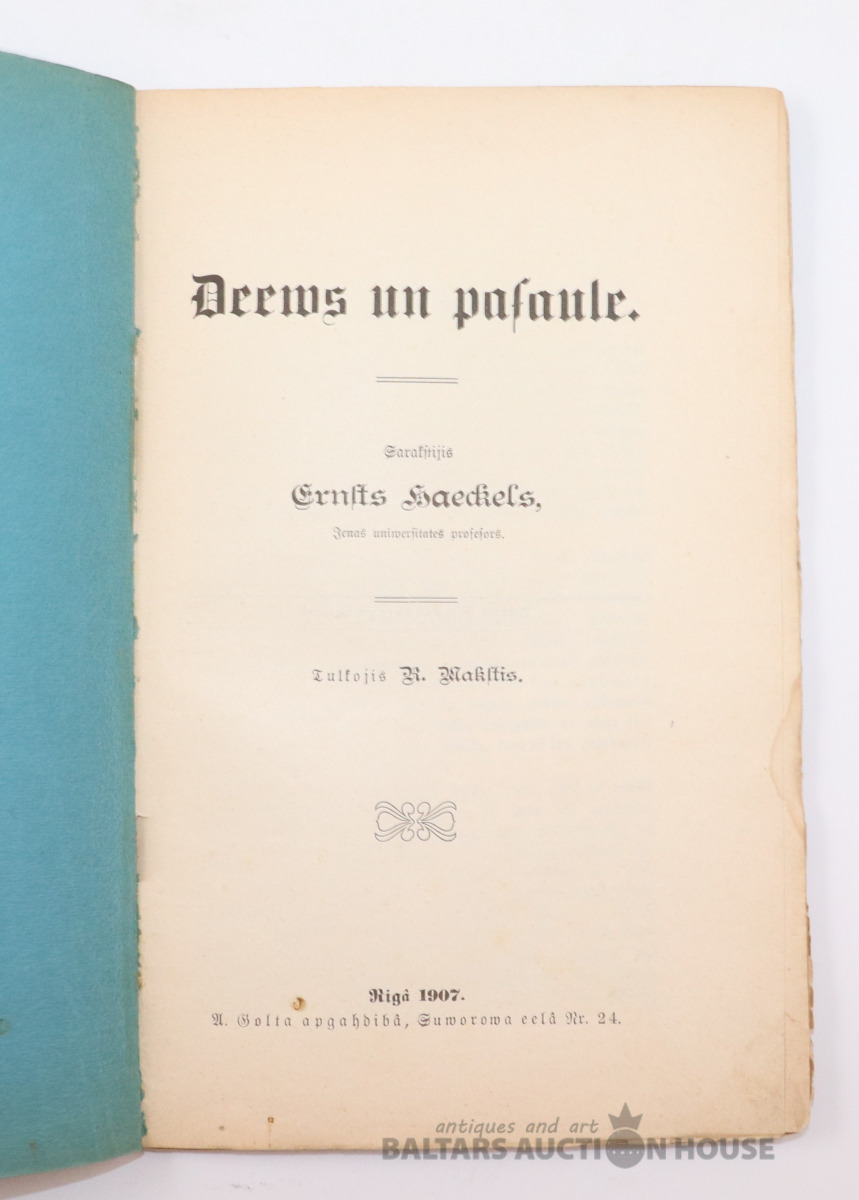 Deews un paſaule.
Sarakſtijis
Ernſts Haeckels,
Jenas uniwerſitates profeſors.
Tulkojis R. Makſtis.
Rigâ 1907.
A. Golta apgahdibâ, Suworowa eelâ Nr. 24.
antiques and art
BALTARS AUCTION HOUSE